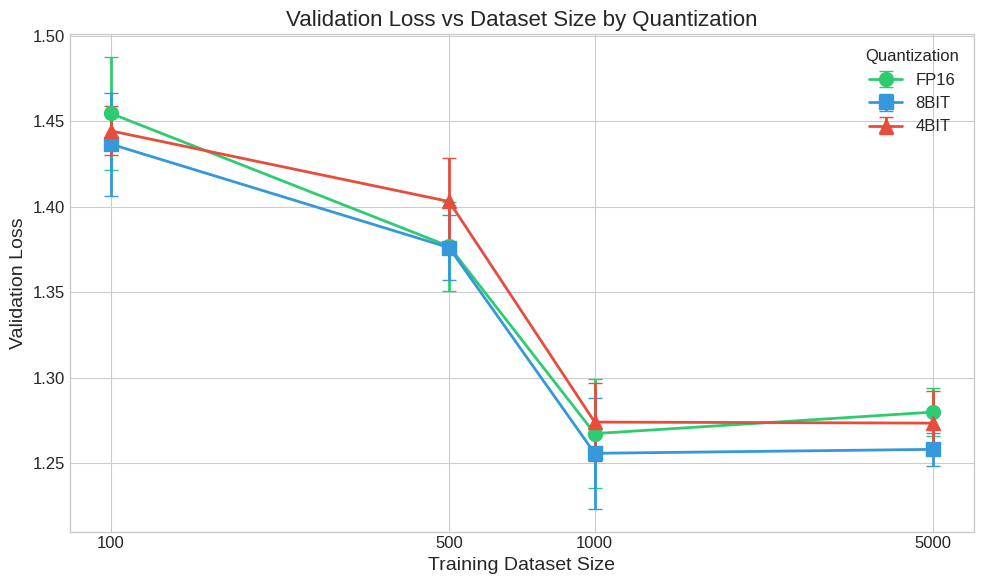 Validation Loss vs Dataset Size by Quantization
Validation Loss
1.50
1.45
1.40
1.35
1.30
1.25
Quantization
FP16
8BIT
4BIT
100
500
1000
5000
Training Dataset Size